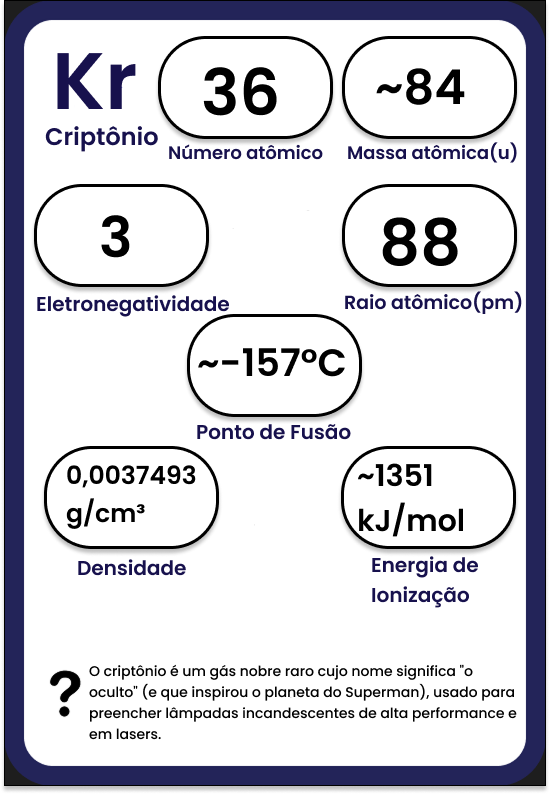 Kr
Criptônio
36
Número atômico
~84
Massa atômica(u)
3
Eletronegatividade
88
Raio atômico(pm)
~-157ºC
Ponto de Fusão
0,0037493
g/cm³
Densidade
~1351
kJ/mol
Energia de
Ionização
?
O criptônio é um gás nobre raro cujo nome significa "o
oculto" (e que inspirou o planeta do Superman), usado para
preencher lâmpadas incandescentes de alta performance e
em lasers.